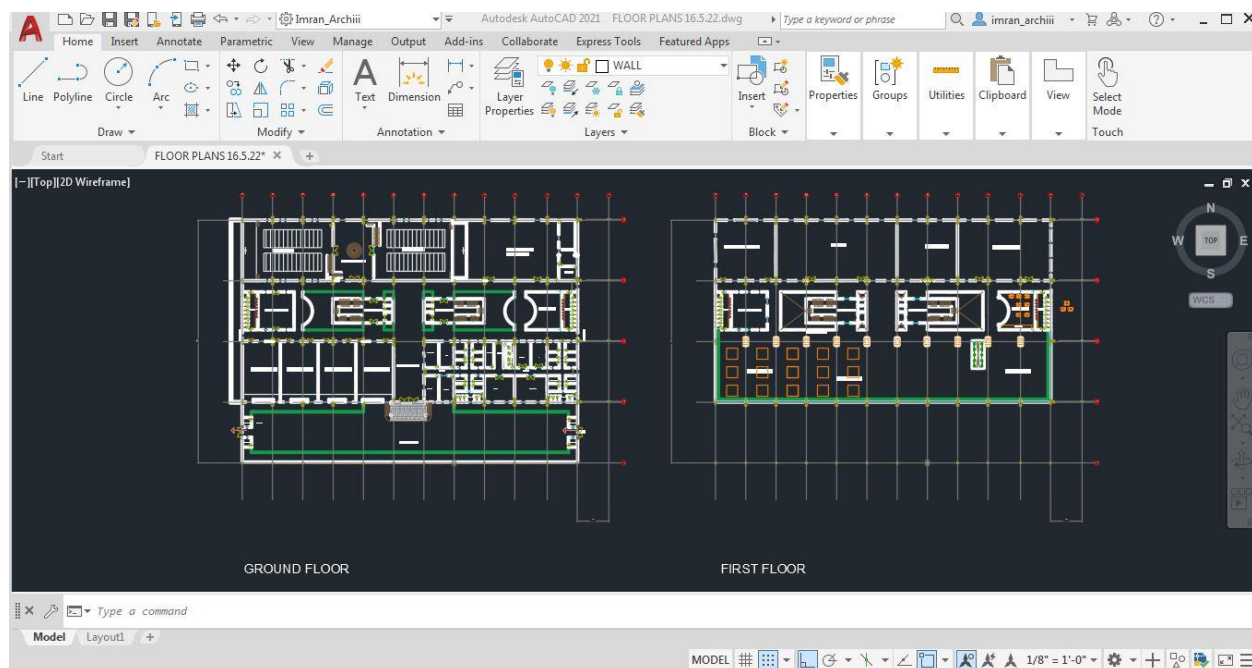 Imran_Archiii Autodesk AutoCAD 2021 FLOOR PLANS 16.5.22.dwg Type a keyword or phrase imran_archiii
Home Insert Annotate Parametric View Manage Output Add-ins Collaborate Express Tools Featured Apps
WALL
Line Polyline Circle Arc Text Dimension Layer Properties Insert Properties Groups Utilities Clipboard View Select Mode
Draw Modify Annotation Layers Block Touch
Start FLOOR PLANS 16.5.22* +
[−][Top][2D Wireframe]
N
W TOP E
S
WCS
GROUND FLOOR FIRST FLOOR
Type a command
Model Layout1 +
MODEL 1/8" = 1'-0"